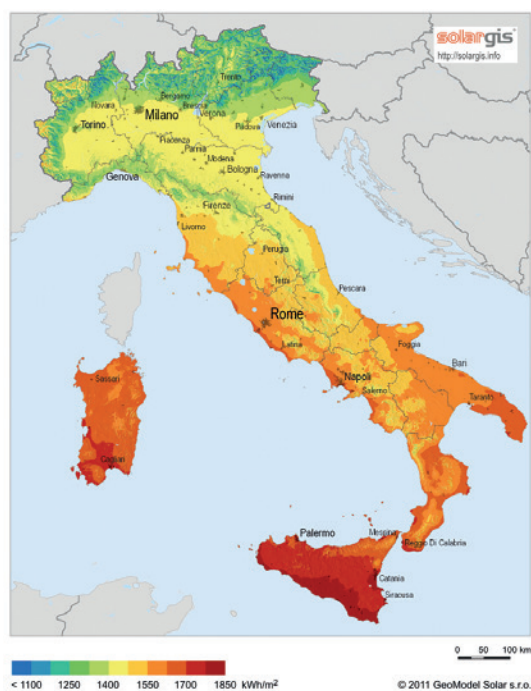 solargis
http://solargis.info
Trento
Bergamo
Novara
Brescia
Milano
Verona
Torino
Padova
Venezia
Piacenza
Parma
Modena
Genova
Bologna
Ravenna
Rimini
Firenze
Livorno
Perugia
Terni
Pescara
Rome
Latina
Foggia
Bari
Napoli
Salerno
Taranto
Sassari
Cagliari
Palermo
Messina
Reggio Di Calabria
Catania
Siracusa
0 50 100 km
< 1100 1250 1400 1550 1700 1850 kWh/m²
© 2011 GeoModel Solar s.r.o.